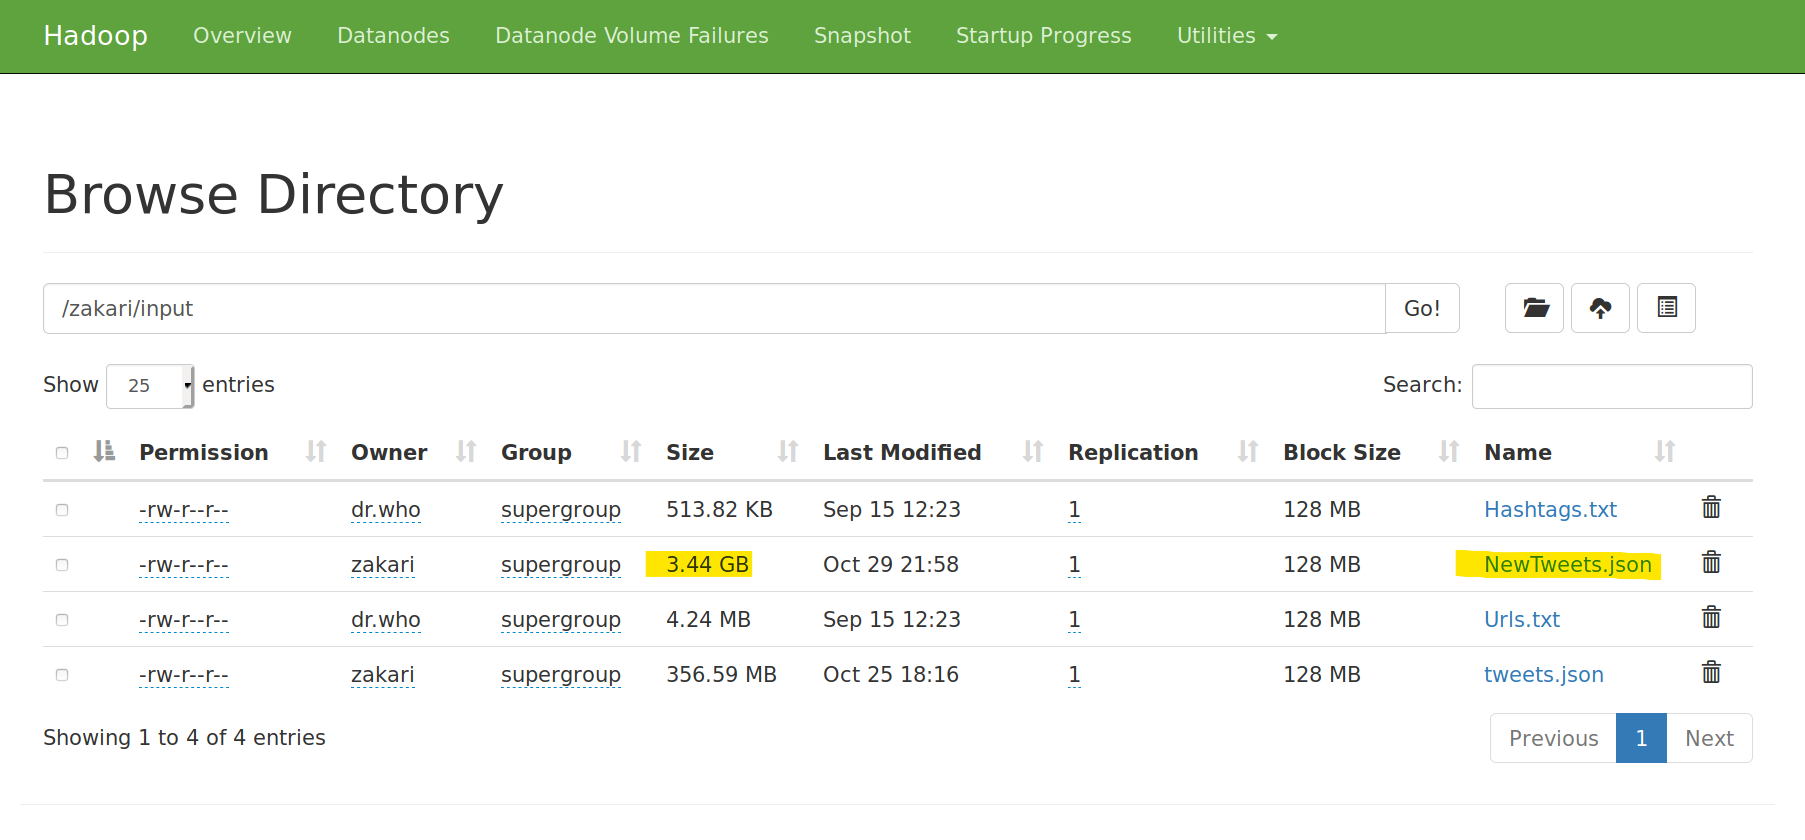 Hadoop Overview Datanodes Datanode Volume Failures Snapshot Startup Progress Utilities
Browse Directory
/zakari/input Go!
Show 25 entries Search:
Permission Owner Group Size Last Modified Replication Block Size Name
-rw-r--r-- dr.who supergroup 513.82 KB Sep 15 12:23 1 128 MB Hashtags.txt
-rw-r--r-- zakari supergroup 3.44 GB Oct 29 21:58 1 128 MB NewTweets.json
-rw-r--r-- dr.who supergroup 4.24 MB Sep 15 12:23 1 128 MB Urls.txt
-rw-r--r-- zakari supergroup 356.59 MB Oct 25 18:16 1 128 MB tweets.json
Showing 1 to 4 of 4 entries Previous 1 Next